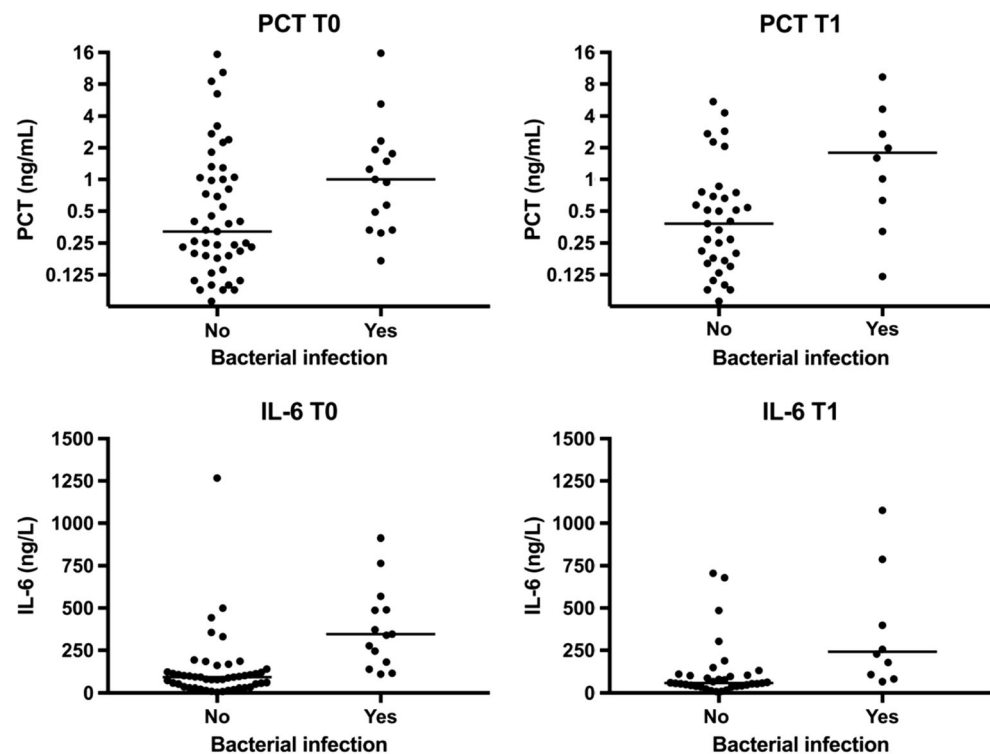 PCT T0
PCT (ng/mL)
16
8
4
2
1
0.5
0.25
0.125
No
Yes
Bacterial infection
PCT T1
PCT (ng/mL)
16
8
4
2
1
0.5
0.25
0.125
No
Yes
Bacterial infection
IL-6 T0
IL-6 (ng/L)
1500
1250
1000
750
500
250
0
No
Yes
Bacterial infection
IL-6 T1
IL-6 (ng/L)
1500
1250
1000
750
500
250
0
No
Yes
Bacterial infection